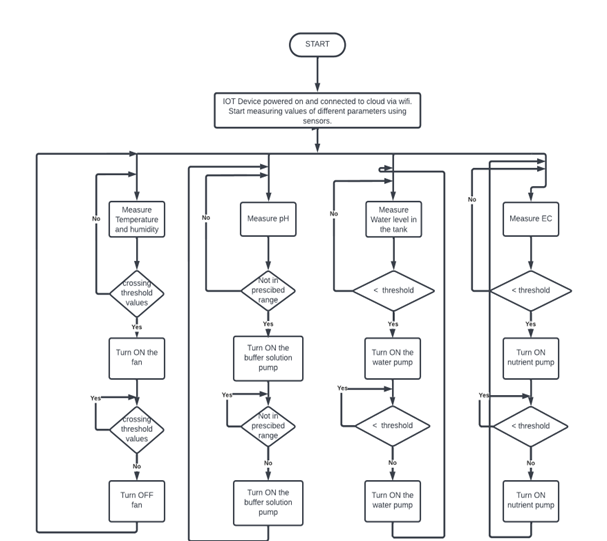 START
IOT Device powered on and connected to cloud via wifi.
Start measuring values of different parameters using
sensors.
Measure
Temperature
and humidity
No
crossing
threshold
values
Yes
Turn ON the
fan
Yes
crossing
threshold
values
No
Turn OFF
fan
Measure pH
No
Not in
prescibed
range
Yes
Turn ON the
buffer solution
pump
Yes
Not in
prescibed
range
No
Turn ON the
buffer solution
pump
Measure
Water level in
the tank
No
< threshold
Yes
Turn ON the
water pump
Yes
< threshold
No
Turn ON the
water pump
Measure EC
No
< threshold
Yes
Turn ON
nutrient pump
Yes
< threshold
No
Turn ON
nutrient pump